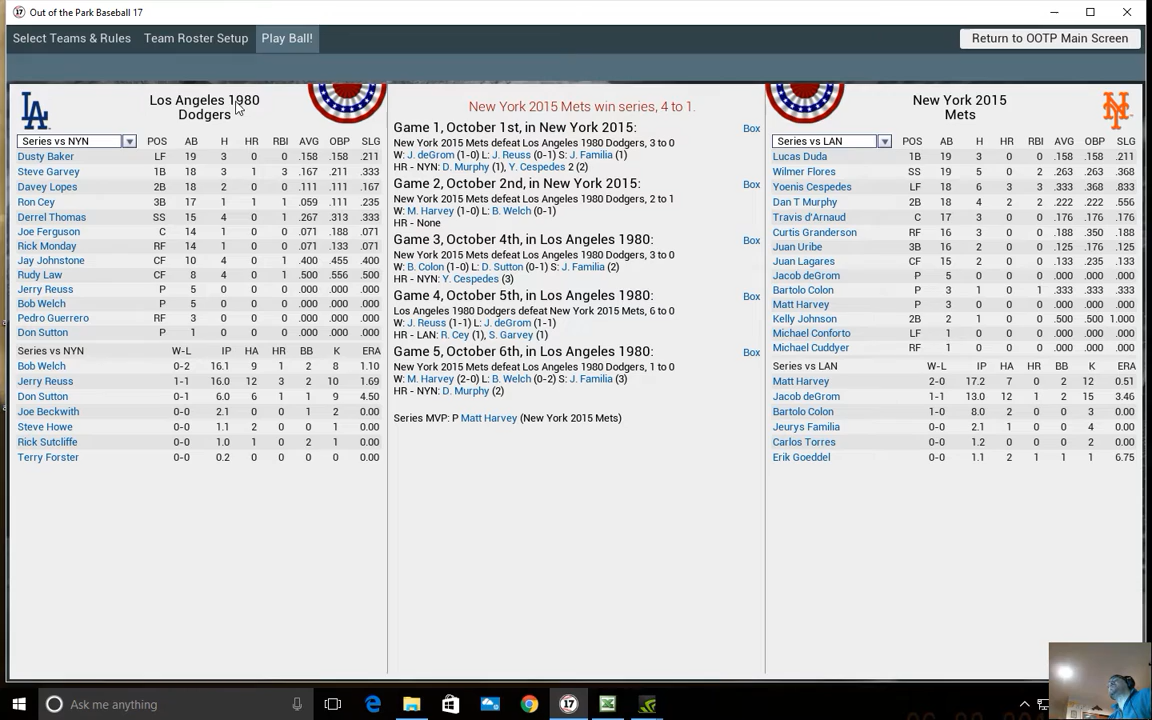 17 Out of the Park Baseball 17
Select Teams & Rules Team Roster Setup Play Ball! Return to OOTP Main Screen
LA Los Angeles 1980
Dodgers
Series vs NYN POS AB H HR RBI AVG OBP SLG
Dusty Baker LF 19 3 0 0 .158 .158 .211
Steve Garvey 1B 18 3 1 3 .167 .211 .333
Davey Lopes 2B 18 2 0 0 .111 .111 .167
Ron Cey 3B 17 1 1 1 .059 .111 .235
Derrel Thomas SS 15 4 0 1 .267 .313 .333
Joe Ferguson C 14 1 0 0 .071 .188 .071
Rick Monday RF 14 1 0 0 .071 .133 .071
Jay Johnstone CF 10 4 0 1 .400 .455 .400
Rudy Law CF 8 4 0 1 .500 .556 .500
Jerry Reuss P 5 0 0 0 .000 .000 .000
Bob Welch P 5 0 0 0 .000 .000 .000
Pedro Guerrero RF 3 0 0 0 .000 .000 .000
Don Sutton P 1 0 0 0 .000 .000 .000
Series vs NYN W-L IP HA HR BB K ERA
Bob Welch 0-2 16.1 9 1 2 8 1.10
Jerry Reuss 1-1 16.0 12 3 2 10 1.69
Don Sutton 0-1 6.0 6 1 1 9 4.50
Joe Beckwith 0-0 2.1 0 0 1 2 0.00
Steve Howe 0-0 1.1 2 0 0 1 0.00
Rick Sutcliffe 0-0 1.0 1 0 2 1 0.00
Terry Forster 0-0 0.2 0 0 0 0 0.00
New York 2015 Mets win series, 4 to 1.
Game 1, October 1st, in New York 2015: Box
New York 2015 Mets defeat Los Angeles 1980 Dodgers, 3 to 0
W: J. deGrom (1-0) L: J. Reuss (0-1) S: J. Familia (1)
HR - NYN: D. Murphy (1), Y. Cespedes 2 (2)
Game 2, October 2nd, in New York 2015: Box
New York 2015 Mets defeat Los Angeles 1980 Dodgers, 2 to 1
W: M. Harvey (1-0) L: B. Welch (0-1)
HR - None
Game 3, October 4th, in Los Angeles 1980: Box
New York 2015 Mets defeat Los Angeles 1980 Dodgers, 3 to 0
W: B. Colon (1-0) L: D. Sutton (0-1) S: J. Familia (2)
HR - NYN: Y. Cespedes (3)
Game 4, October 5th, in Los Angeles 1980: Box
Los Angeles 1980 Dodgers defeat New York 2015 Mets, 6 to 0
W: J. Reuss (1-1) L: J. deGrom (1-1)
HR - LAN: R. Cey (1), S. Garvey (1)
Game 5, October 6th, in Los Angeles 1980: Box
New York 2015 Mets defeat Los Angeles 1980 Dodgers, 1 to 0
W: M. Harvey (2-0) L: B. Welch (0-2) S: J. Familia (3)
HR - NYN: D. Murphy (2)
Series MVP: P Matt Harvey (New York 2015 Mets)
New York 2015
Mets NY
Series vs LAN POS AB H HR RBI AVG OBP SLG
Lucas Duda 1B 19 3 0 0 .158 .158 .211
Wilmer Flores SS 19 5 0 2 .263 .263 .368
Yoenis Cespedes LF 18 6 3 3 .333 .368 .833
Dan T Murphy 2B 18 4 2 2 .222 .222 .556
Travis d'Arnaud C 17 3 0 0 .176 .176 .176
Curtis Granderson RF 16 3 0 0 .188 .350 .188
Juan Uribe 3B 16 2 0 0 .125 .176 .125
Juan Lagares CF 15 2 0 0 .133 .235 .133
Jacob deGrom P 5 0 0 0 .000 .000 .000
Bartolo Colon P 3 1 0 1 .333 .333 .333
Matt Harvey P 3 0 0 0 .000 .000 .000
Kelly Johnson 2B 2 1 0 0 .500 .500 1.000
Michael Conforto LF 1 0 0 0 .000 .000 .000
Michael Cuddyer RF 1 0 0 0 .000 .000 .000
Series vs LAN W-L IP HA HR BB K ERA
Matt Harvey 2-0 17.2 7 0 2 12 0.51
Jacob deGrom 1-1 13.0 12 1 2 15 3.46
Bartolo Colon 1-0 8.0 2 0 0 3 0.00
Jeurys Familia 0-0 2.1 1 0 0 4 0.00
Carlos Torres 0-0 1.2 0 0 0 2 0.00
Erik Goeddel 0-0 1.1 2 1 1 1 6.75
Ask me anything